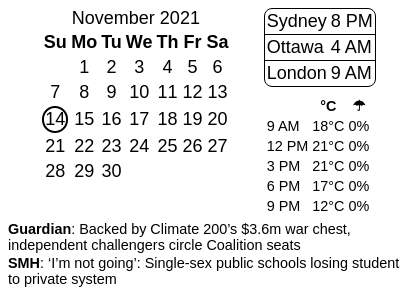 November 2021
Su Mo Tu We Th Fr Sa
1 2 3 4 5 6
7 8 9 10 11 12 13
14 15 16 17 18 19 20
21 22 23 24 25 26 27
28 29 30
Sydney 8 PM
Ottawa 4 AM
London 9 AM
°C ☂
9 AM 18°C 0%
12 PM 21°C 0%
3 PM 21°C 0%
6 PM 17°C 0%
9 PM 12°C 0%
Guardian: Backed by Climate 200’s $3.6m war chest,
independent challengers circle Coalition seats
SMH: ‘I’m not going’: Single-sex public schools losing student
to private system